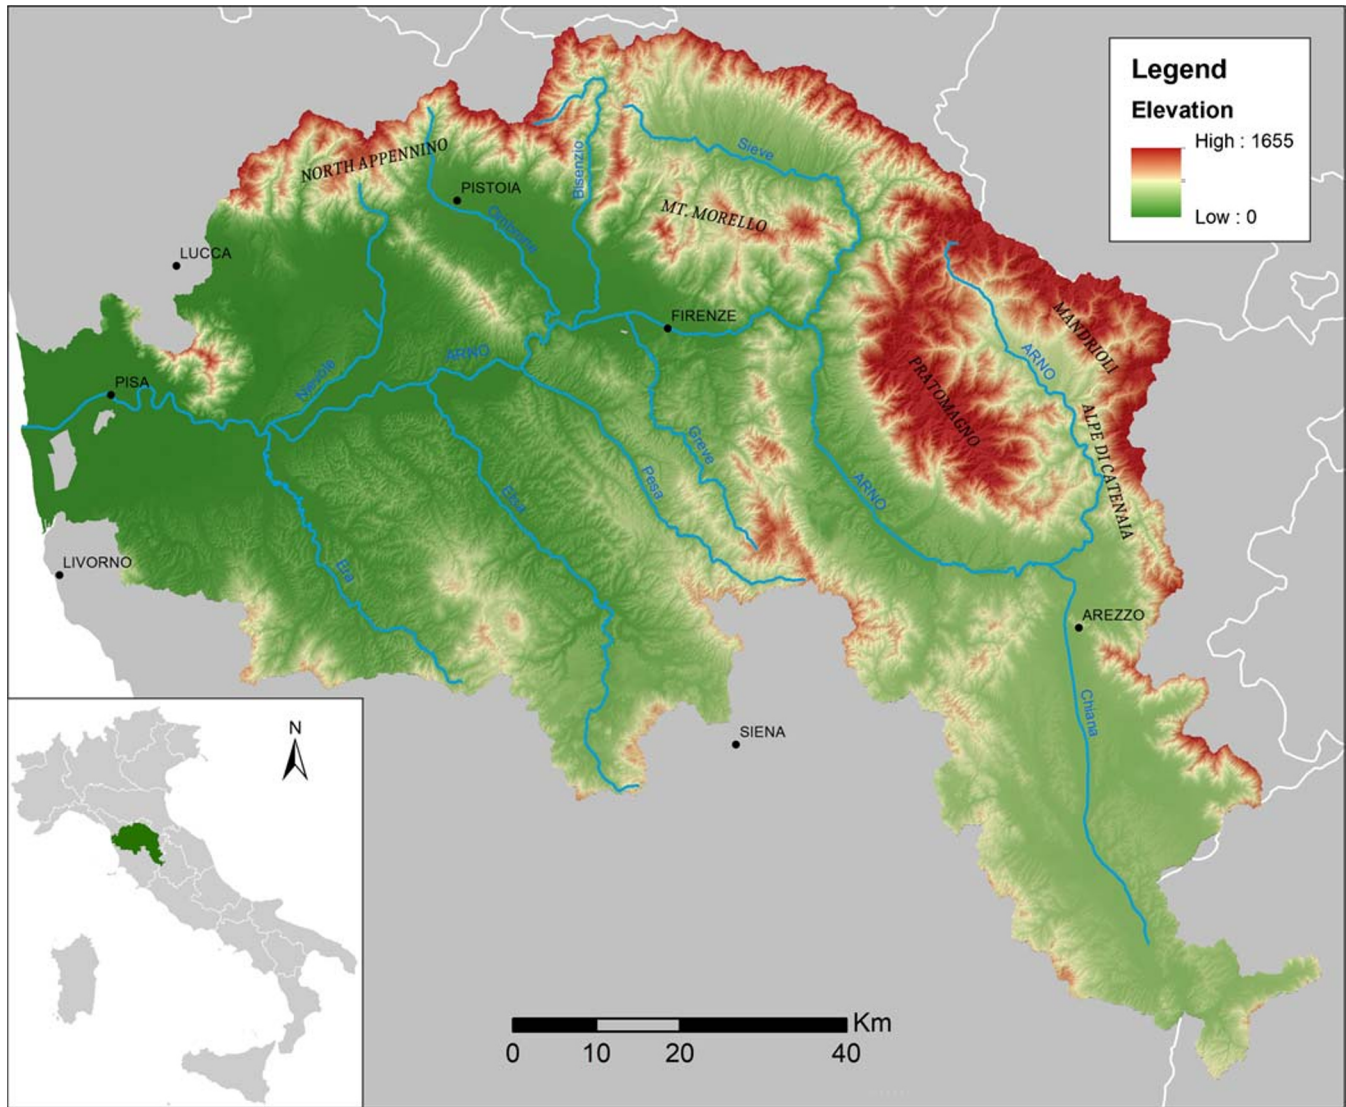 Legend
Elevation
High : 1655
Low : 0
NORTH APPENNINO
PISTOIA
Bisenzio
Sieve
Ombrone
MT. MORELLO
LUCCA
FIRENZE
MANDRIOLI
ARNO
PRATOMAGNO
ALPE DI CATENAIA
PISA
Nievole
ARNO
Greve
Pesa
Elsa
ARNO
Era
LIVORNO
AREZZO
Chiana
SIENA
N
Km
0 10 20 40